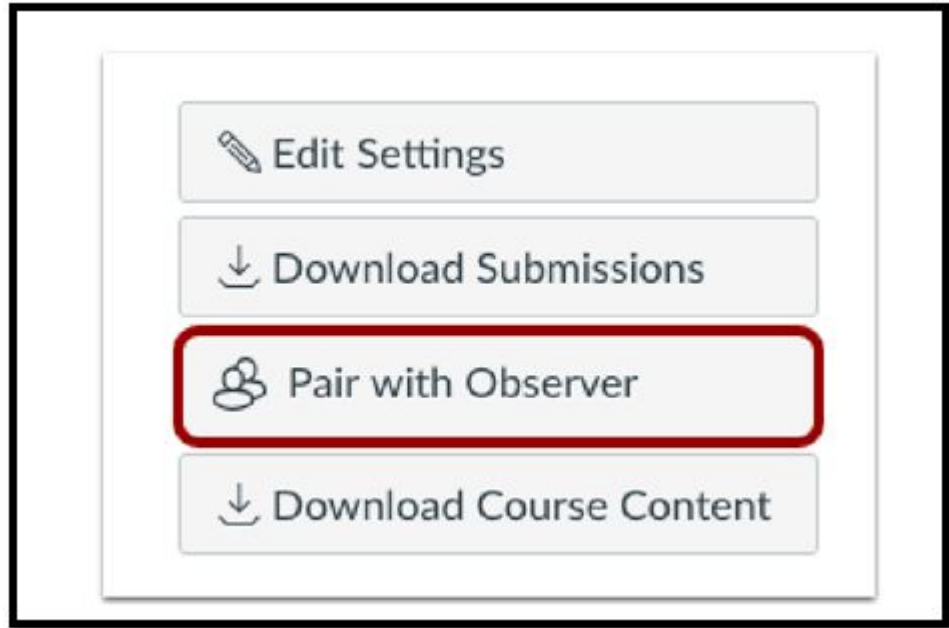 Edit Settings
Download Submissions
Pair with Observer
Download Course Content